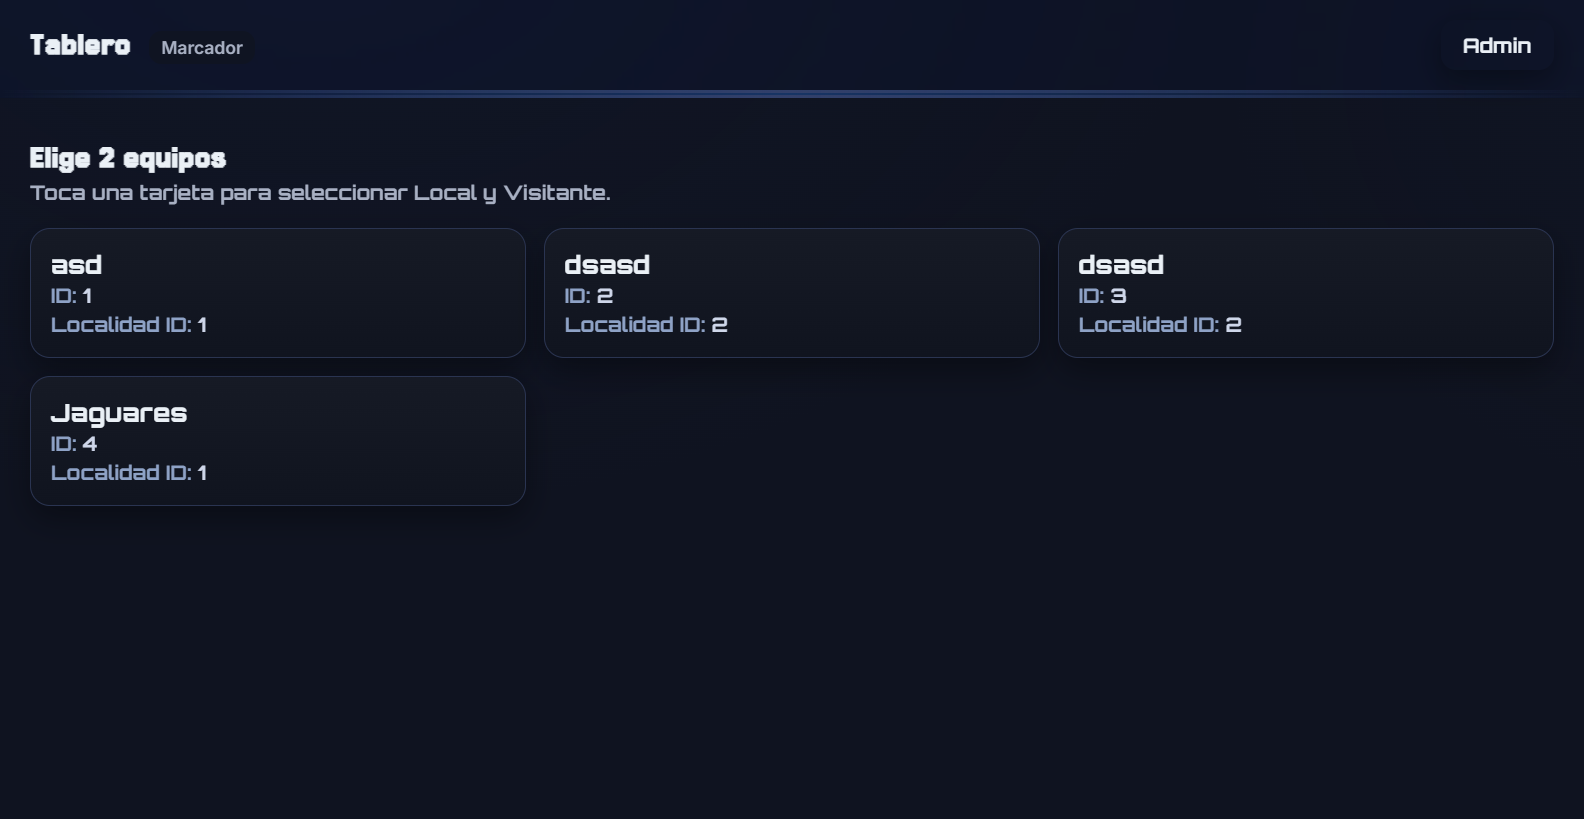 Tablero Marcador Admin
Elige 2 equipos
Toca una tarjeta para seleccionar Local y Visitante.
asd
ID: 1
Localidad ID: 1
dsasd
ID: 2
Localidad ID: 2
dsasd
ID: 3
Localidad ID: 2
Jaguares
ID: 4
Localidad ID: 1